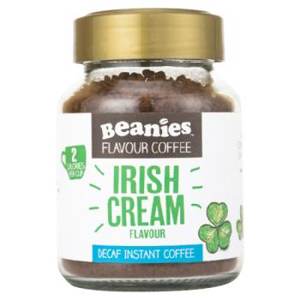 Beanies
FLAVOUR COFFEE
2
CALORIES
PER CUP
IRISH
CREAM
FLAVOUR
DECAF INSTANT COFFEE